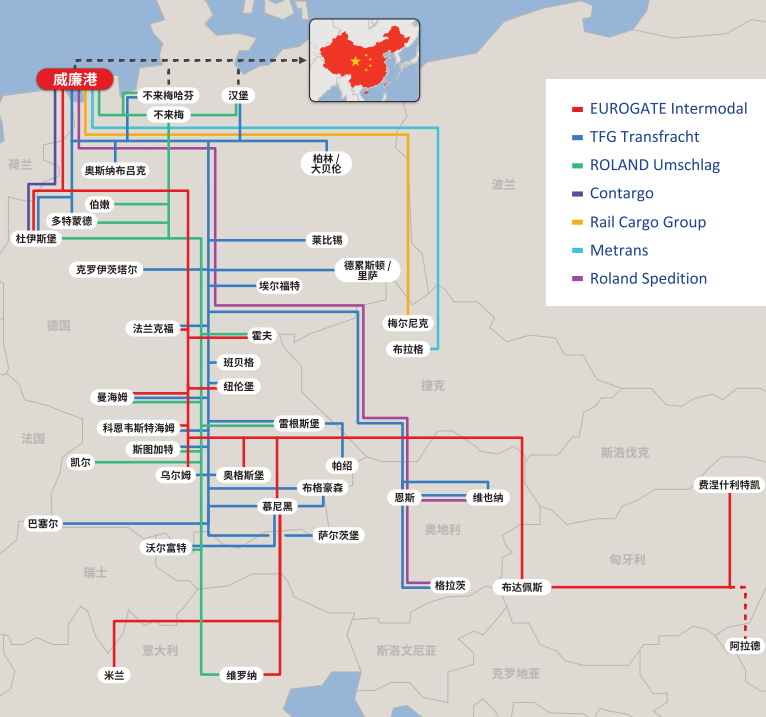 威廉港
不来梅哈芬
汉堡
不来梅
EUROGATE Intermodal
TFG Transfracht
ROLAND Umschlag
Contargo
Rail Cargo Group
Metrans
Roland Spedition
荷兰
奥斯纳布吕克
柏林 /
大贝伦
波兰
伯嫩
多特蒙德
杜伊斯堡
莱比锡
克罗伊茨塔尔
德累斯顿 /
里萨
埃尔福特
德国
法兰克福
霍夫
梅尔尼克
布拉格
班贝格
纽伦堡
捷克
曼海姆
科恩韦斯特海姆
雷根斯堡
法国
斯图加特
斯洛伐克
凯尔
乌尔姆
奥格斯堡
帕绍
布格豪森
费涅什利特凯
恩斯
维也纳
慕尼黑
巴塞尔
奥地利
沃尔富特
萨尔茨堡
匈牙利
瑞士
格拉茨
布达佩斯
意大利
斯洛文尼亚
阿拉德
米兰
维罗纳
克罗地亚